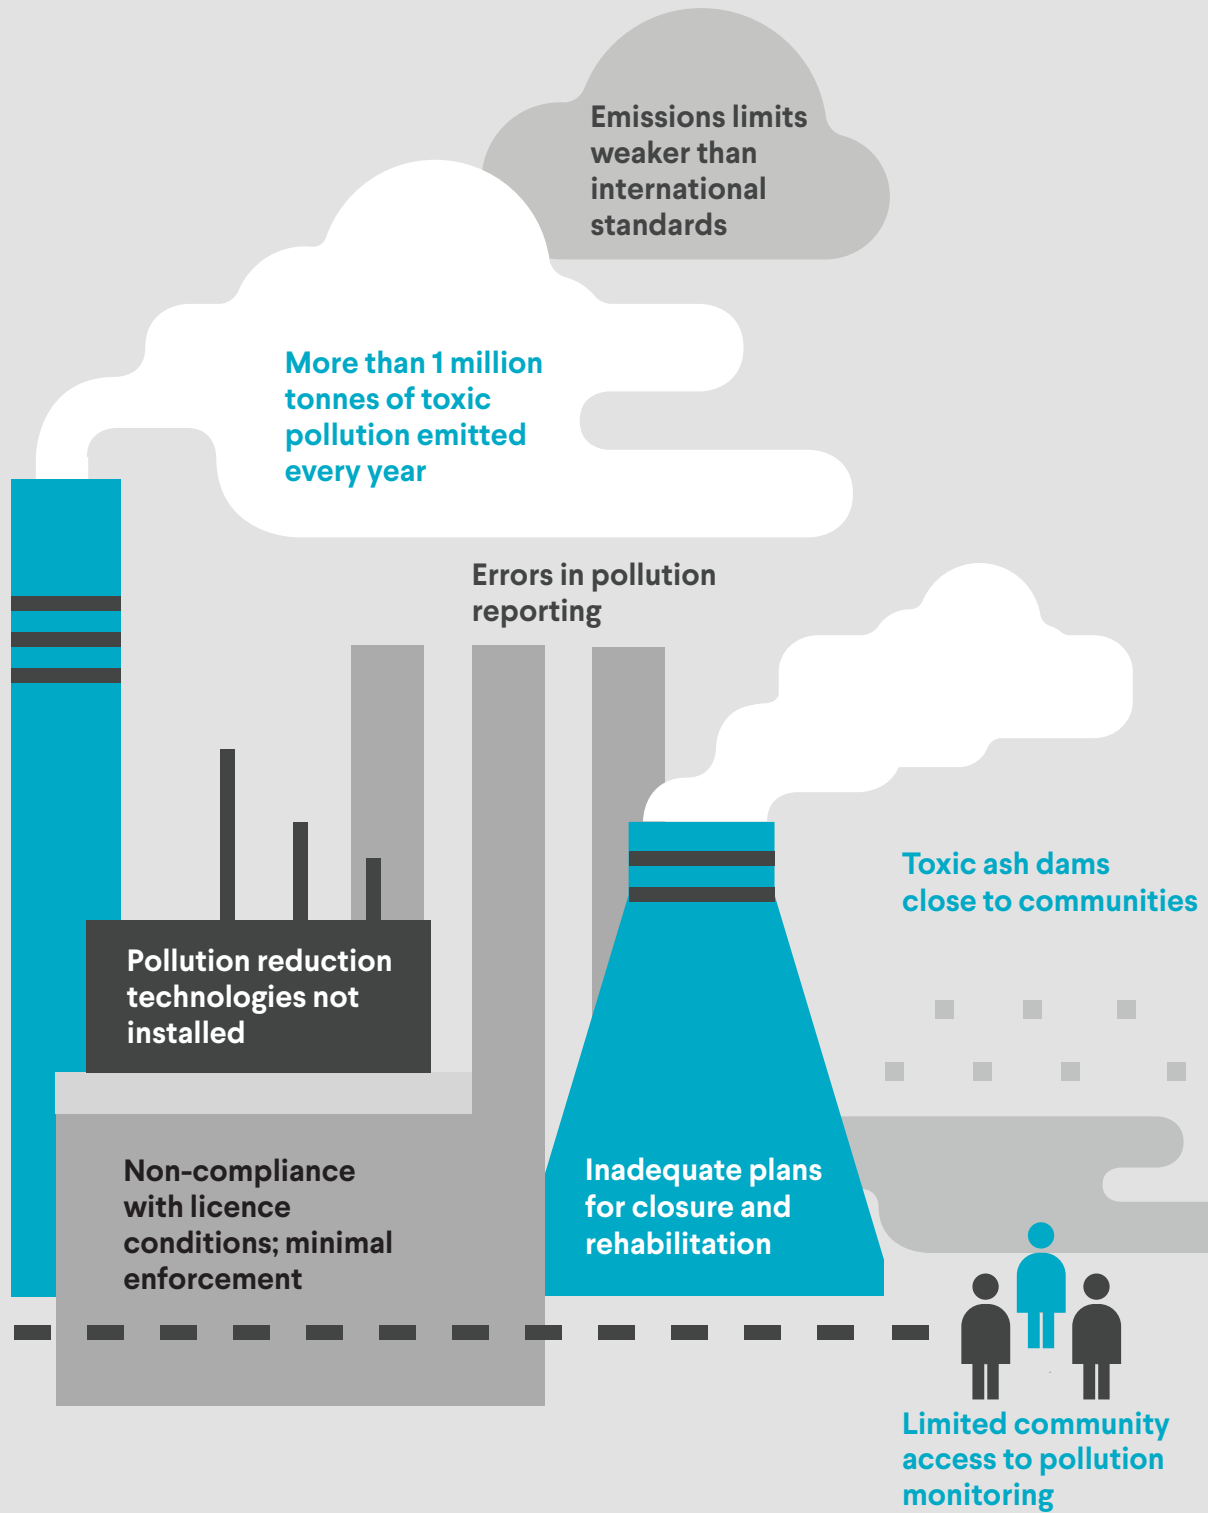 Emissions limits
weaker than
international
standards
More than 1 million
tonnes of toxic
pollution emitted
every year
Errors in pollution
reporting
Toxic ash dams
close to communities
Pollution reduction
technologies not
installed
Non-compliance
with licence
conditions; minimal
enforcement
Inadequate plans
for closure and
rehabilitation
Limited community
access to pollution
monitoring